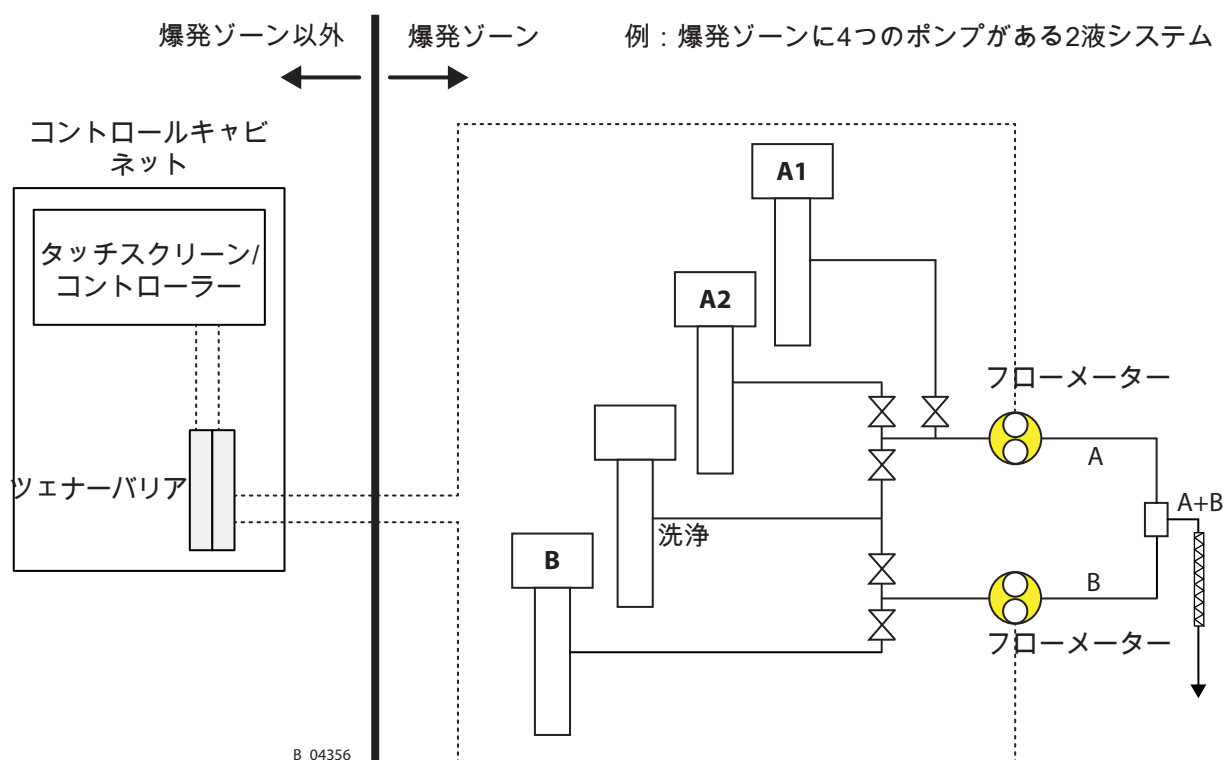 爆発ゾーン以外
爆発ゾーン
例：爆発ゾーンに4つのポンプがある2液システム
コントロールキャビ
ネット
タッチスクリーン/
コントローラー
ツェナーバリア
A1
A2
洗浄
B
フローメーター
A
A+B
B
フローメーター
B_04356